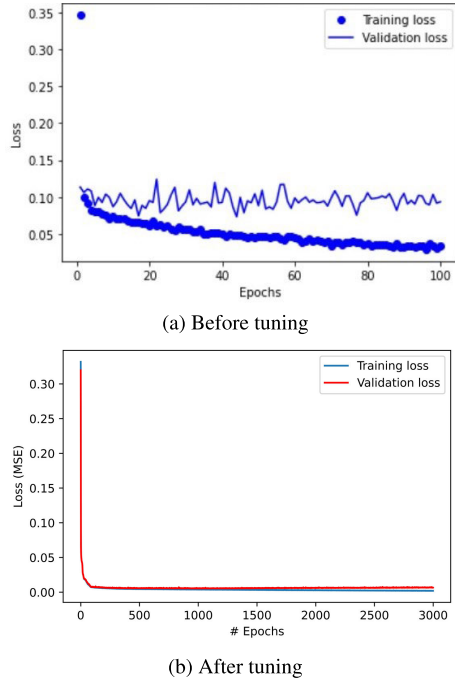 0.35
0.30
0.25
0.20
0.15
0.10
0.05
Loss
Training loss
Validation loss
0 20 40 60 80 100
Epochs
(a) Before tuning
0.30
0.25
0.20
0.15
0.10
0.05
0.00
Loss (MSE)
Training loss
Validation loss
0 500 1000 1500 2000 2500 3000
# Epochs
(b) After tuning